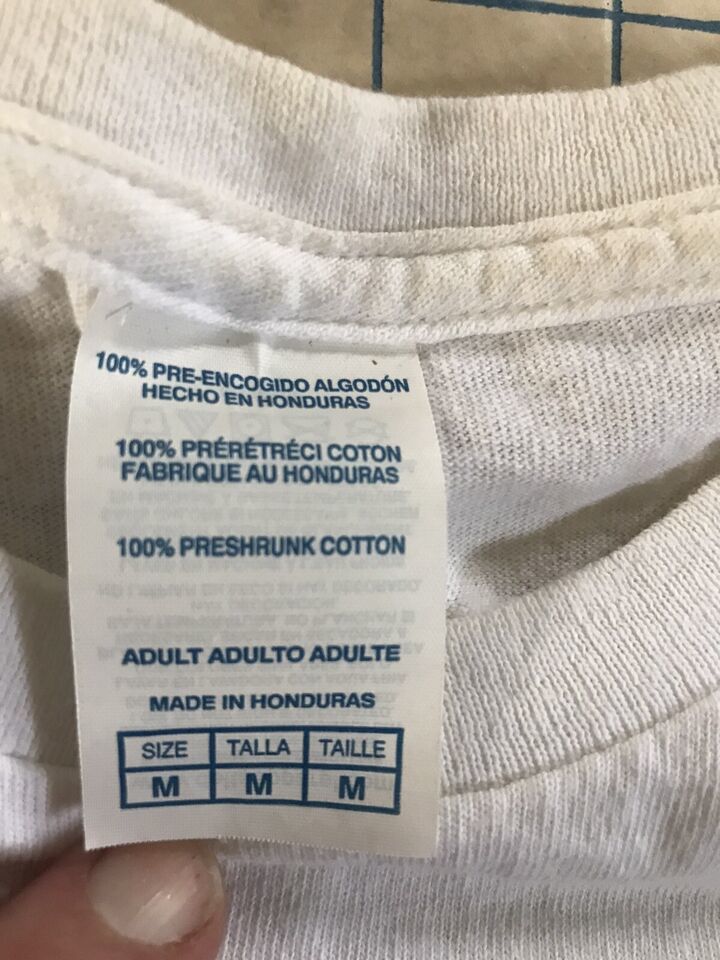 100% PRE-ENCOGIDO ALGODÓN
HECHO EN HONDURAS
100% PRÉRÉTRÉCI COTON
FABRIQUE AU HONDURAS
100% PRESHRUNK COTTON
ADULT ADULTO ADULTE
MADE IN HONDURAS
SIZE TALLA TAILLE
M M M